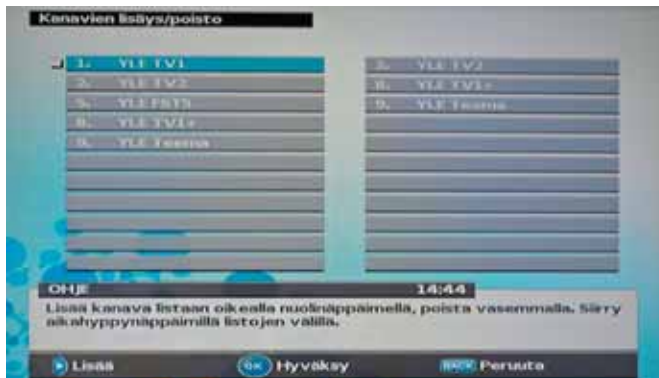 Kanavien lisäys/poisto
1. YLE TV1
2. YLE TV2
5. YLE FST5
8. YLE TV1+
9. YLE Teema
2. YLE TV2
8. YLE TV1+
9. YLE Teema
OHJE 14:44
Lisää kanava listaan oikealla nuolinäppäimellä, poista vasemmalla. Siirry
aikahyppynäppäimillä listojen välillä.
Lisää OK Hyväksy BACK Peruuta